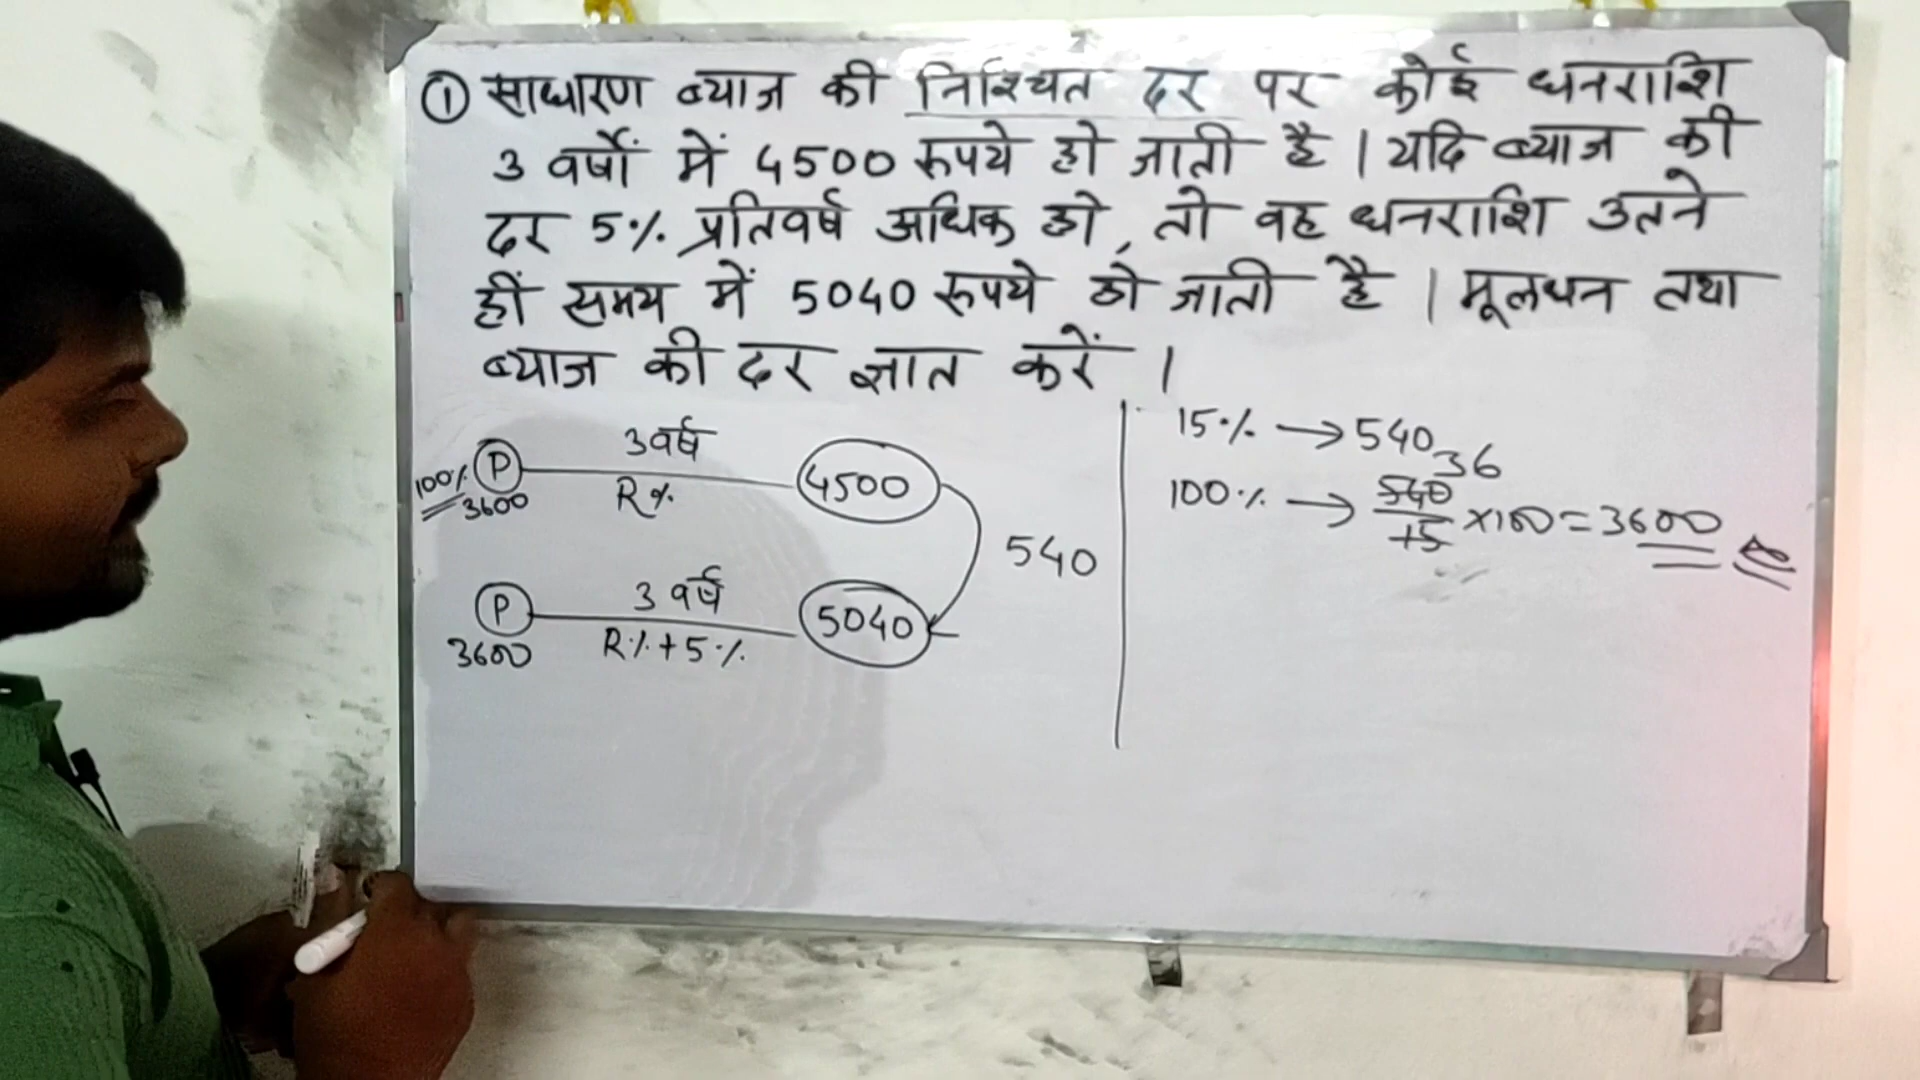 ① साधारण ब्याज की निश्चित दर पर कोई धनराशि
3 वर्षों में 4500 रूपये हो जाती है । यदि ब्याज की
दर 5% प्रतिवर्ष अधिक हो, तो वह धनराशि उतने
हीं समय में 5040 रूपये हो जाती है । मूलधन तथा
ब्याज की दर ज्ञात करें ।
100% P 3 वर्ष 4500
3600 R%
540
P 3 वर्ष 5040
3600 R%+5%
15% → 540
36
100% → 540/15 ×100=3600